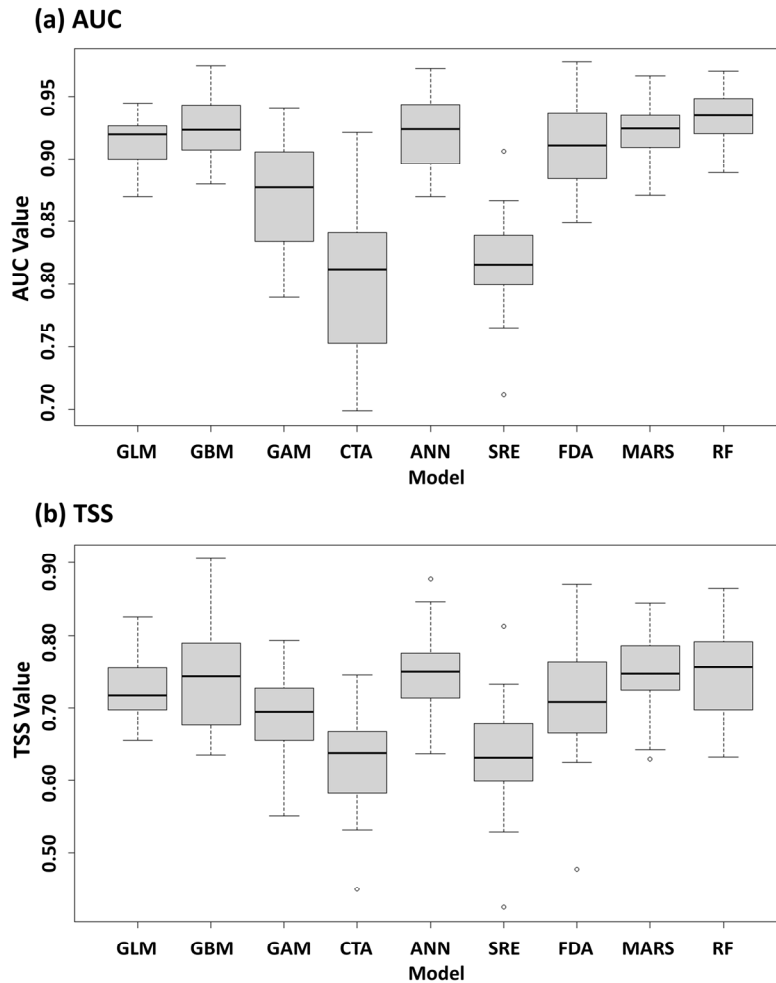 (a) AUC
AUC Value
0.95
0.90
0.85
0.80
0.75
0.70
GLM GBM GAM CTA ANN SRE FDA MARS RF
Model
(b) TSS
TSS Value
0.90
0.80
0.70
0.60
0.50
GLM GBM GAM CTA ANN SRE FDA MARS RF
Model